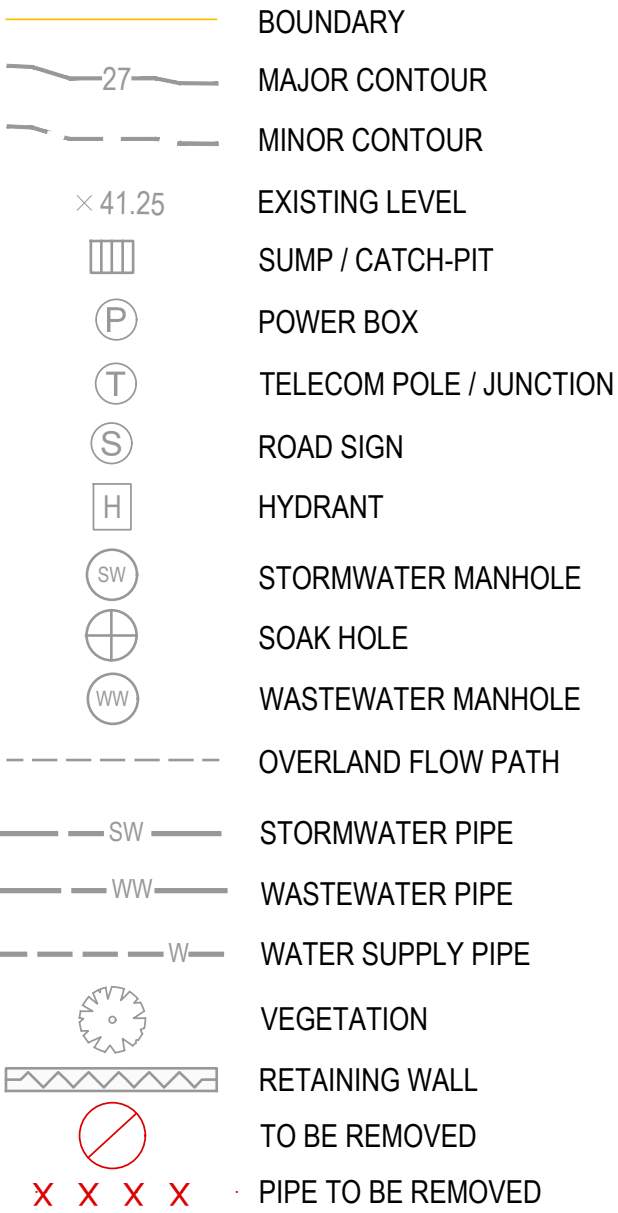 BOUNDARY
27 MAJOR CONTOUR
MINOR CONTOUR
× 41.25 EXISTING LEVEL
SUMP / CATCH-PIT
P POWER BOX
T TELECOM POLE / JUNCTION
S ROAD SIGN
H HYDRANT
SW STORMWATER MANHOLE
SOAK HOLE
WW WASTEWATER MANHOLE
OVERLAND FLOW PATH
SW STORMWATER PIPE
WW WASTEWATER PIPE
W WATER SUPPLY PIPE
VEGETATION
RETAINING WALL
TO BE REMOVED
X X X X PIPE TO BE REMOVED